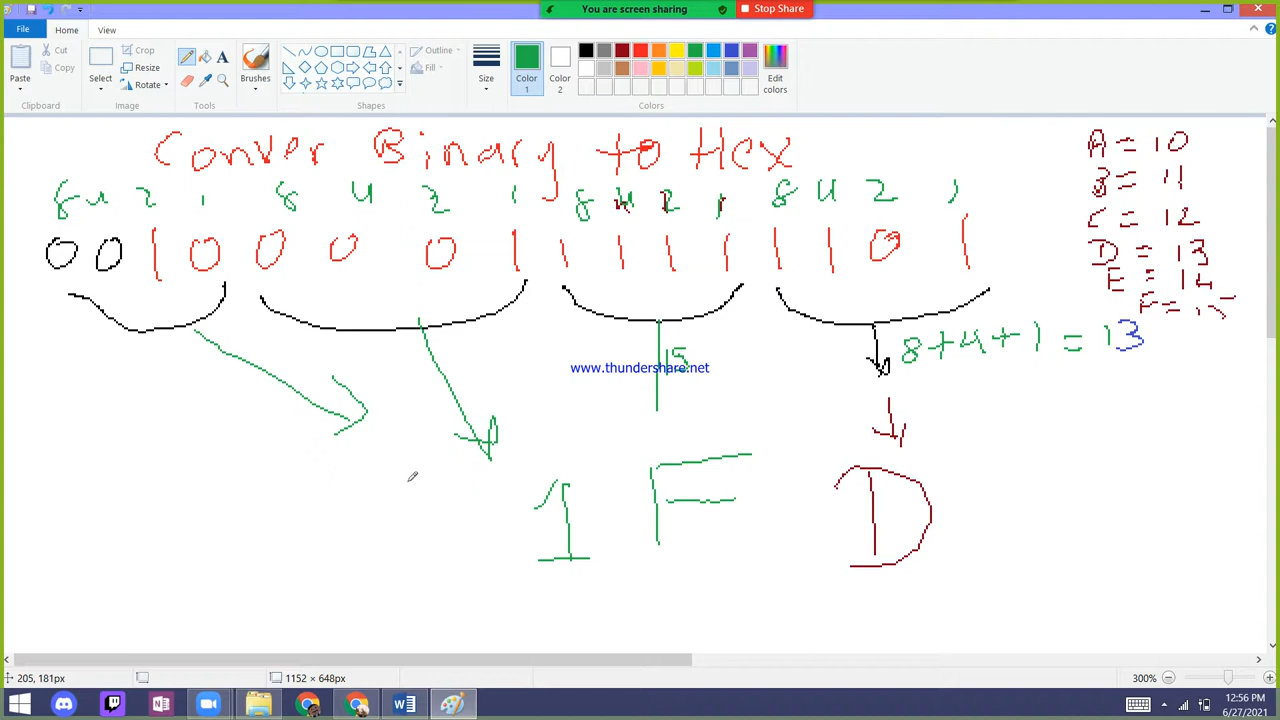 You are screen sharing Stop Share
File Home View
Paste Cut Copy Select Crop Resize Rotate Brushes Outline Fill Size Color 1 Color 2 Edit colors
Clipboard Image Tools Shapes Colors
Conver Binary to Hex
8 4 2 1 8 4 2 1 8 4 2 1 8 4 2 1
0 0 1 0 0 0 0 1 1 1 1 1 1 1 0 1
A = 10
B = 11
C = 12
D = 13
E = 14
F = 15
8+4+1 = 13
15
www.thundershare.net
1 F D
205, 181px 1152 × 648px 300%
12:56 PM
6/27/2021